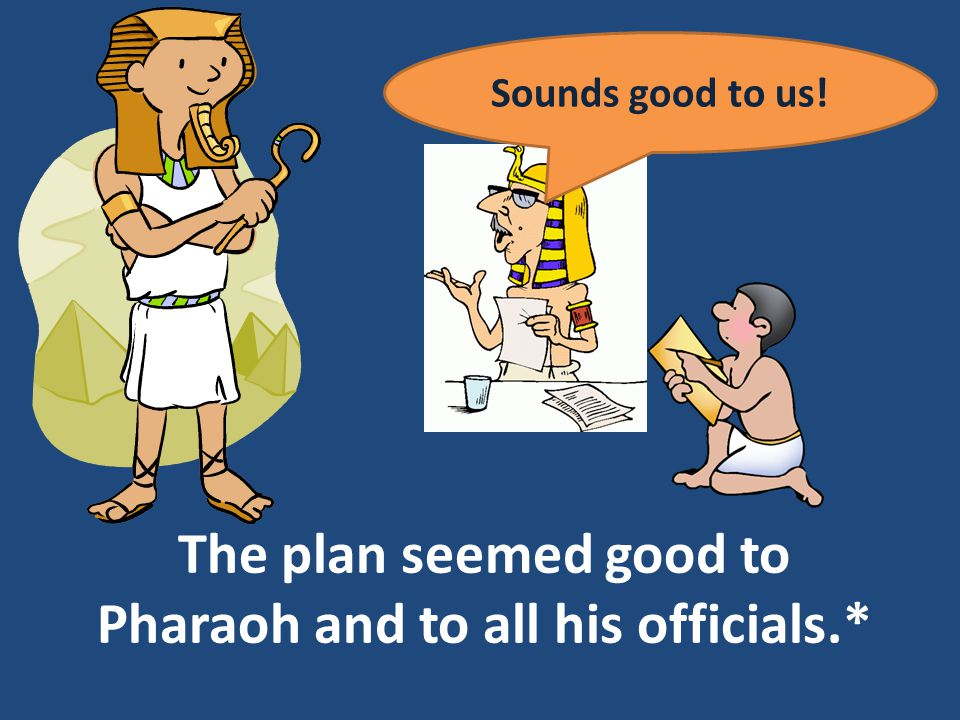 Sounds good to us!
The plan seemed good to
Pharaoh and to all his officials.*